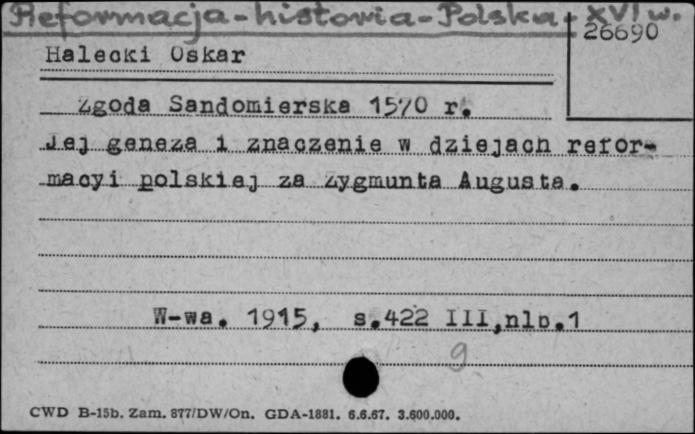 Reformacja-historia-Polska-XVI w.
26690
Halecki Oskar
Zgoda Sandomierska 1570 r.
Jej geneza i znaczenie w dziejach refor-
macyi polskiej za Zygmunta Augusta.
W-wa. 1915, s.422 III,nlb.1
9
CWD B-15b. Zam. 877/DW/On. GDA-1881. 6.6.67. 3.600.000.